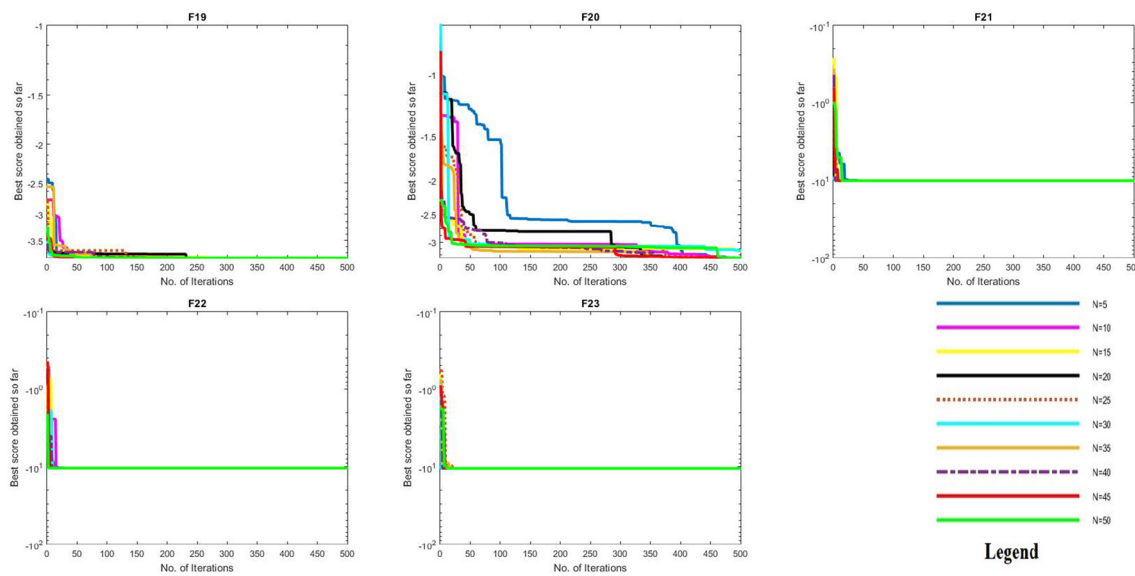 F19
Best score obtained so far
-1
-1.5
-2
-2.5
-3
-3.5
0 50 100 150 200 250 300 350 400 450 500
No. of Iterations
F20
Best score obtained so far
-1
-1.5
-2
-2.5
-3
0 50 100 150 200 250 300 350 400 450 500
No. of Iterations
F21
Best score obtained so far
-10^-1
-10^0
-10^1
-10^2
0 50 100 150 200 250 300 350 400 450 500
No. of Iterations
F22
Best score obtained so far
-10^-1
-10^0
-10^1
-10^2
0 50 100 150 200 250 300 350 400 450 500
No. of Iterations
F23
Best score obtained so far
-10^-1
-10^0
-10^1
-10^2
0 50 100 150 200 250 300 350 400 450 500
No. of Iterations
N=5
N=10
N=15
N=20
N=25
N=30
N=35
N=40
N=45
N=50
Legend